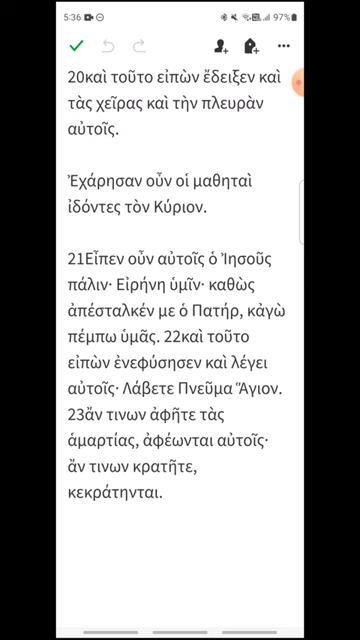 5:36
97%
20καὶ τοῦτο εἰπὼν ἔδειξεν καὶ
τὰς χεῖρας καὶ τὴν πλευρὰν
αὐτοῖς.
Ἐχάρησαν οὖν οἱ μαθηταὶ
ἰδόντες τὸν Κύριον.
21Εἶπεν οὖν αὐτοῖς ὁ Ἰησοῦς
πάλιν· Εἰρήνη ὑμῖν· καθὼς
ἀπέσταλκέν με ὁ Πατήρ, κἀγὼ
πέμπω ὑμᾶς. 22καὶ τοῦτο
εἰπὼν ἐνεφύσησεν καὶ λέγει
αὐτοῖς· Λάβετε Πνεῦμα Ἅγιον.
23ἄν τινων ἀφῆτε τὰς
ἁμαρτίας, ἀφέωνται αὐτοῖς·
ἄν τινων κρατῆτε,
κεκράτηνται.